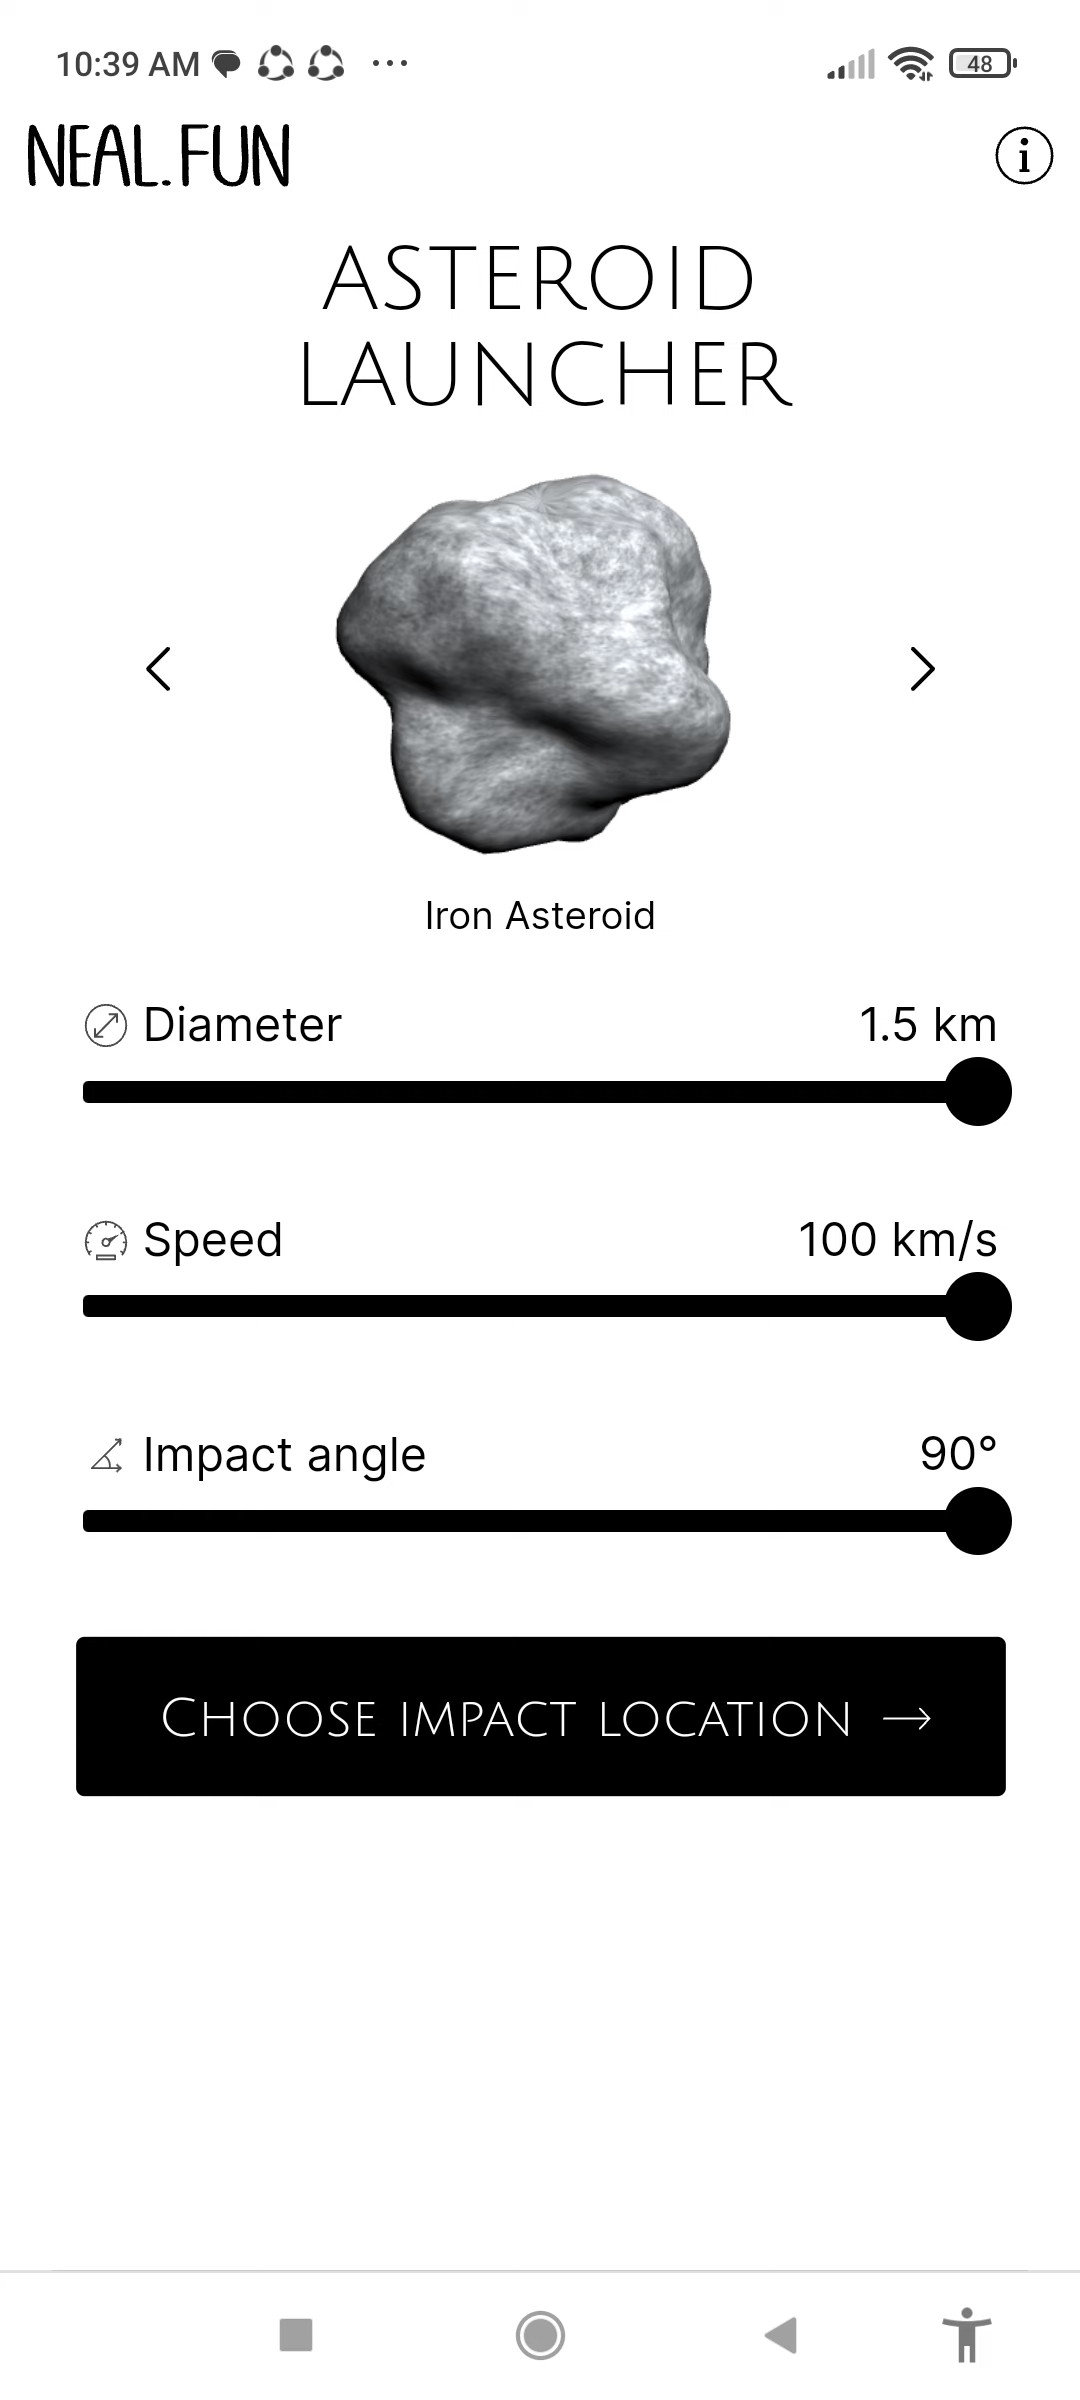 10:39 AM
48
NEAL.FUN
i
ASTEROID
LAUNCHER
Iron Asteroid
Diameter 1.5 km
Speed 100 km/s
Impact angle 90°
CHOOSE IMPACT LOCATION →